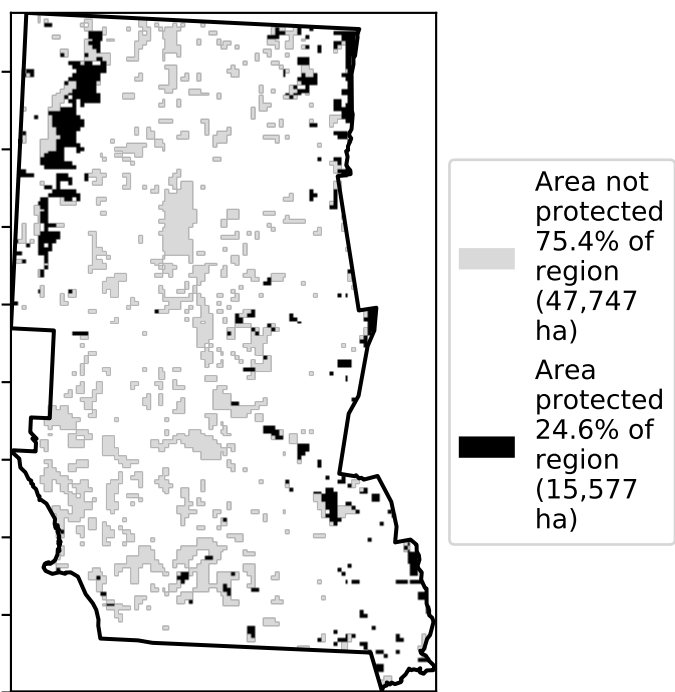 Area not
protected
75.4% of
region
(47,747
ha)
Area
protected
24.6% of
region
(15,577
ha)